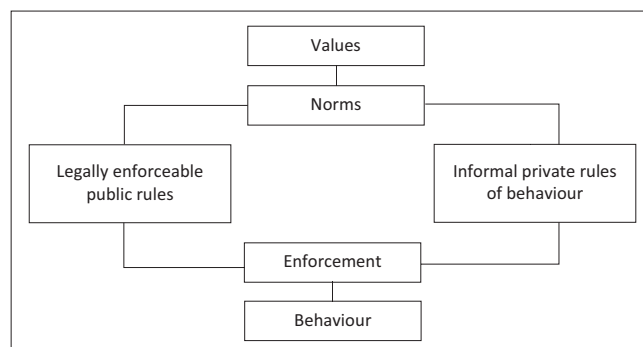 Values
Norms
Legally enforceable
public rules
Informal private rules
of behaviour
Enforcement
Behaviour